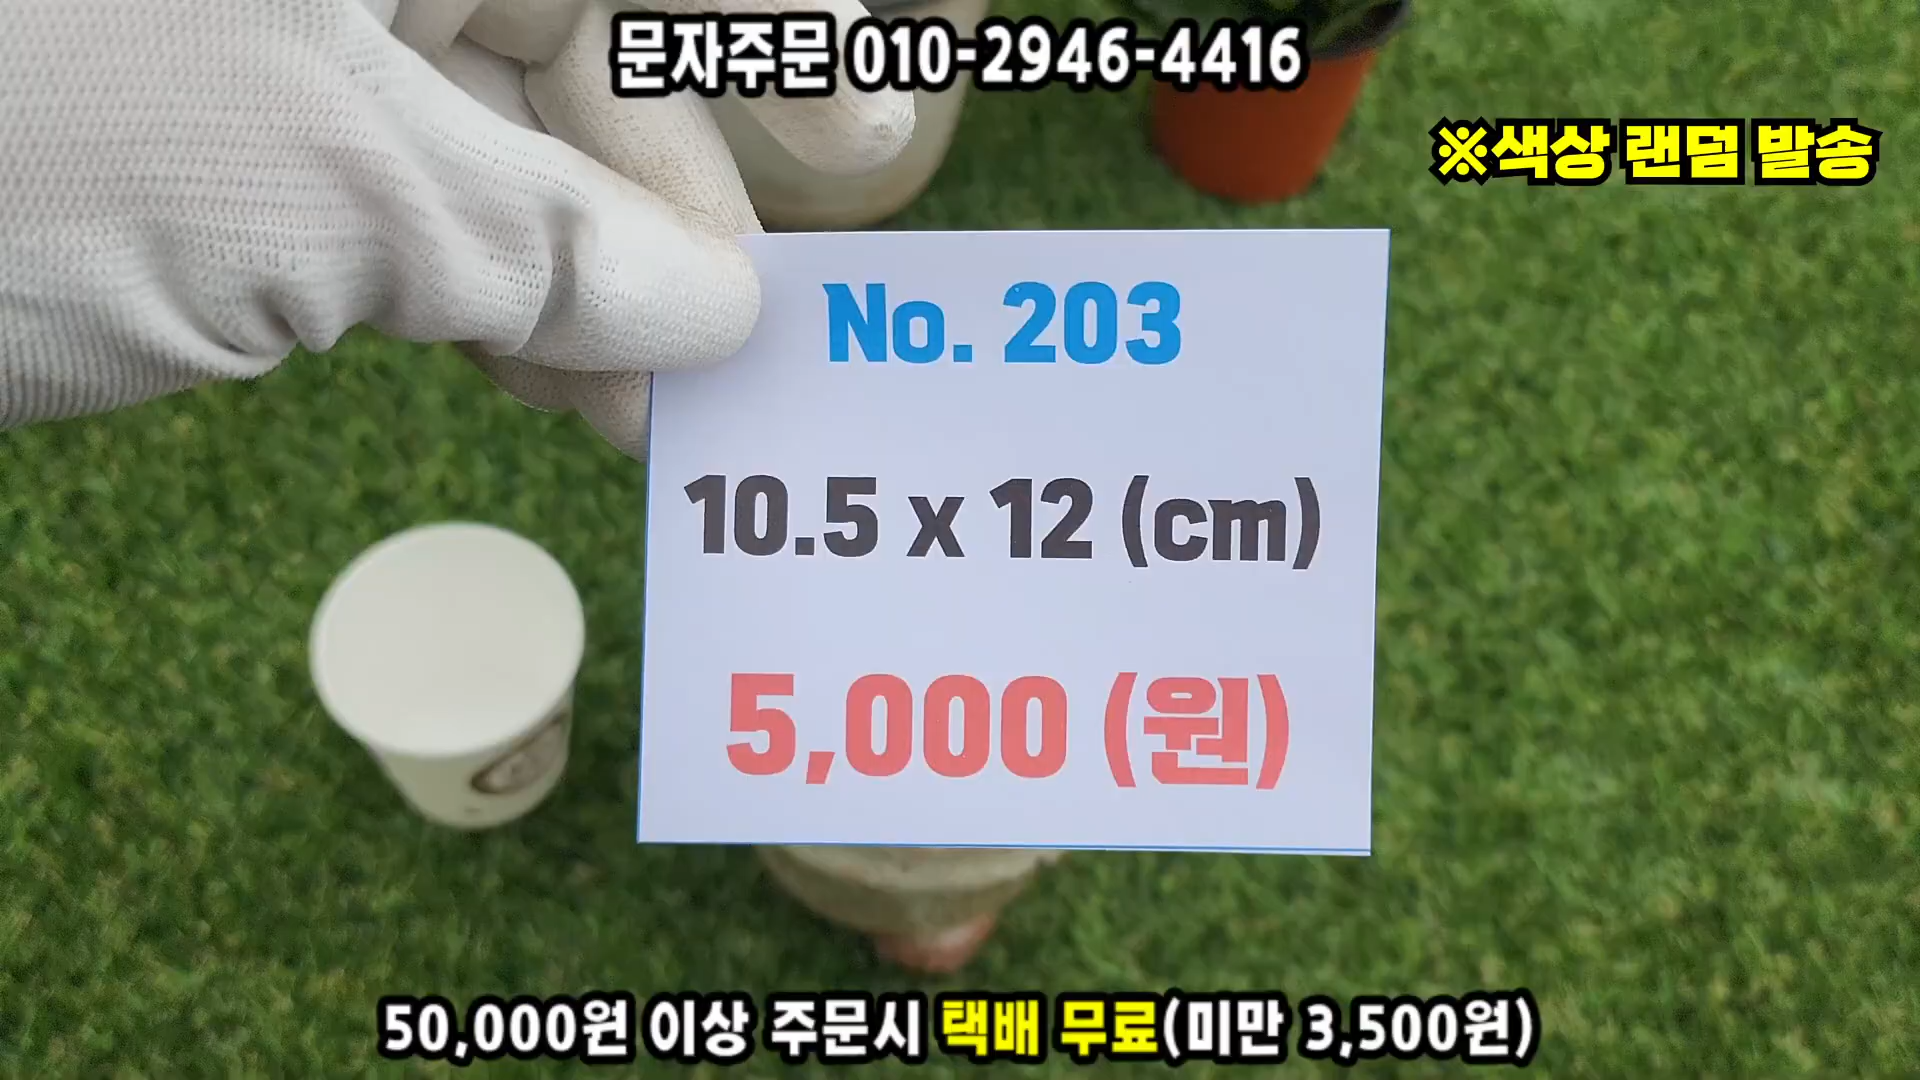 문자주문 010-2946-4416
※색상 랜덤 발송
No. 203
10.5 x 12 (cm)
5,000 (원)
50,000원 이상 주문시 택배 무료(미만 3,500원)